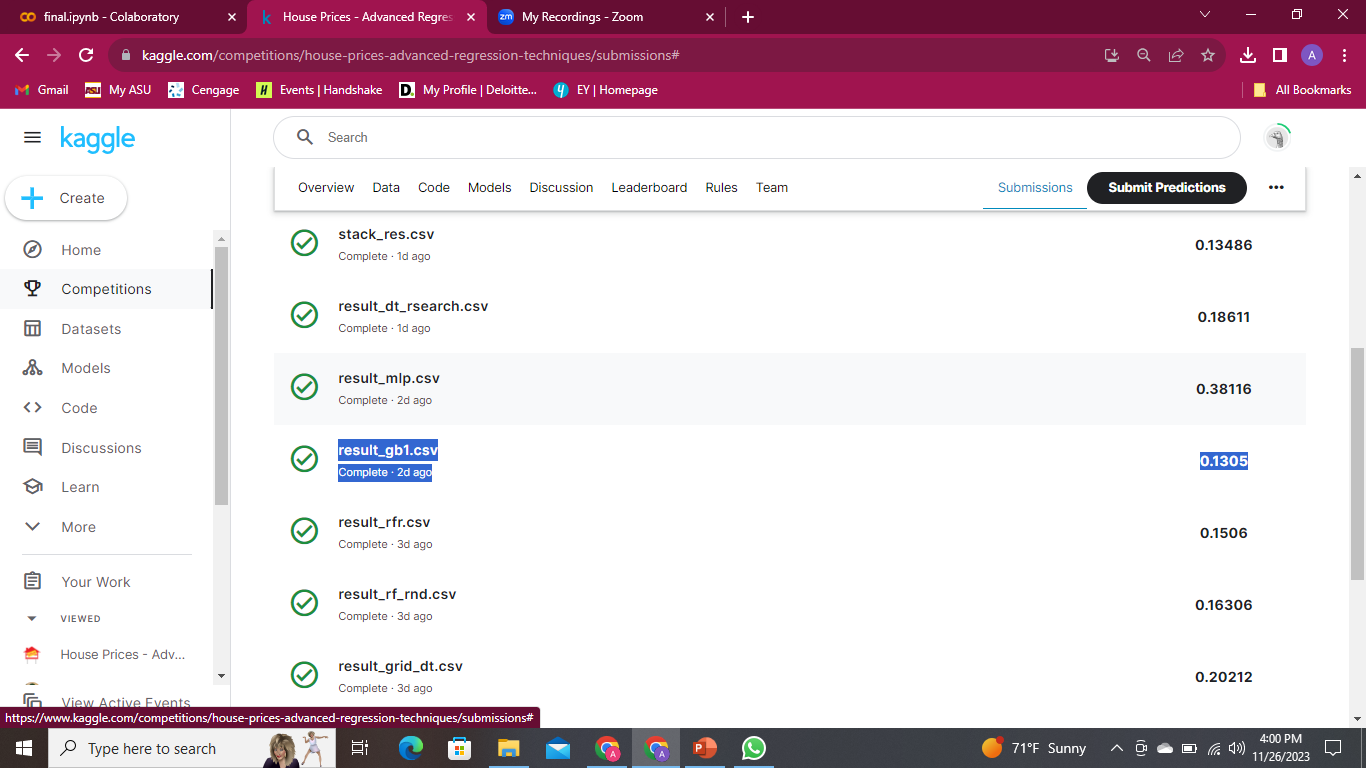 final.ipynb - Colaboratory
House Prices - Advanced Regres
My Recordings - Zoom
kaggle.com/competitions/house-prices-advanced-regression-techniques/submissions#
A
Gmail
My ASU
Cengage
Events | Handshake
My Profile | Deloitte...
EY | Homepage
All Bookmarks
kaggle
Search
Create
Overview
Data
Code
Models
Discussion
Leaderboard
Rules
Team
Submissions
Submit Predictions
Home
Competitions
Datasets
Models
Code
Discussions
Learn
More
Your Work
VIEWED
House Prices - Adv...
View Active Events
stack_res.csv
Complete · 1d ago
0.13486
result_dt_rsearch.csv
Complete · 1d ago
0.18611
result_mlp.csv
Complete · 2d ago
0.38116
result_gb1.csv
Complete · 2d ago
0.1305
result_rfr.csv
Complete · 3d ago
0.1506
result_rf_rnd.csv
Complete · 3d ago
0.16306
result_grid_dt.csv
Complete · 3d ago
0.20212
https://www.kaggle.com/competitions/house-prices-advanced-regression-techniques/submissions#
Type here to search
71°F Sunny
4:00 PM
11/26/2023